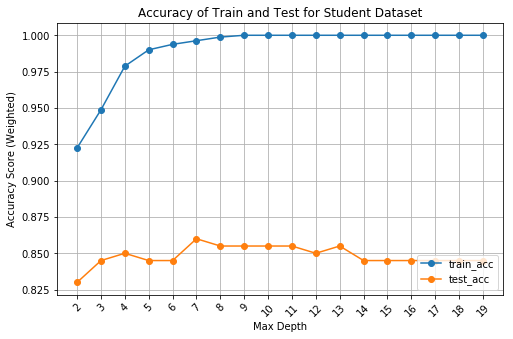 Accuracy of Train and Test for Student Dataset
Accuracy Score (Weighted)
1.000
0.975
0.950
0.925
0.900
0.875
0.850
0.825
train_acc
test_acc
2 3 4 5 6 7 8 9 10 11 12 13 14 15 16 17 18 19
Max Depth